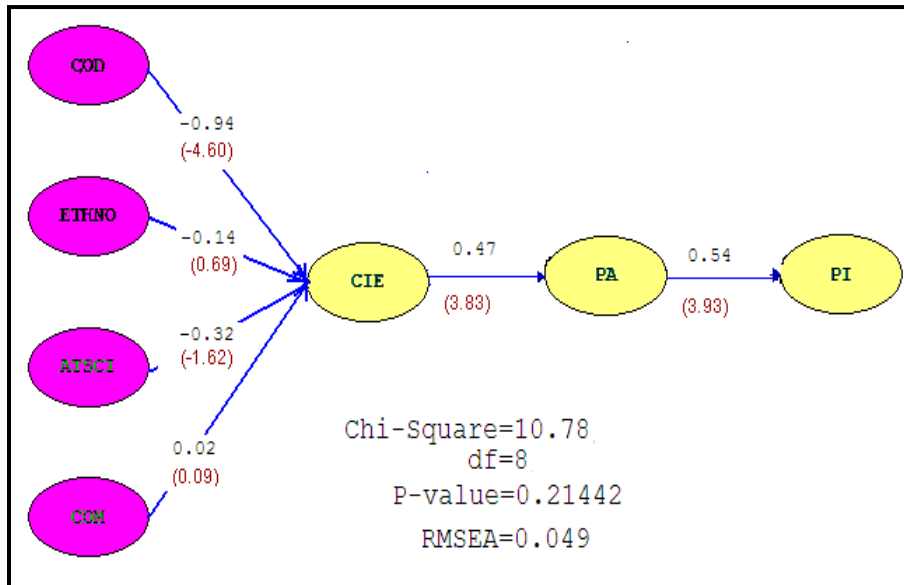 COD
-0.94
(-4.60)
ETHNO
-0.14
(0.69)
CIE
0.47
(3.83)
PA
0.54
(3.93)
PI
ATSCI
-0.32
(-1.62)
COM
0.02
(0.09)
Chi-Square=10.78,
df=8
P-value=0.21442
RMSEA=0.049